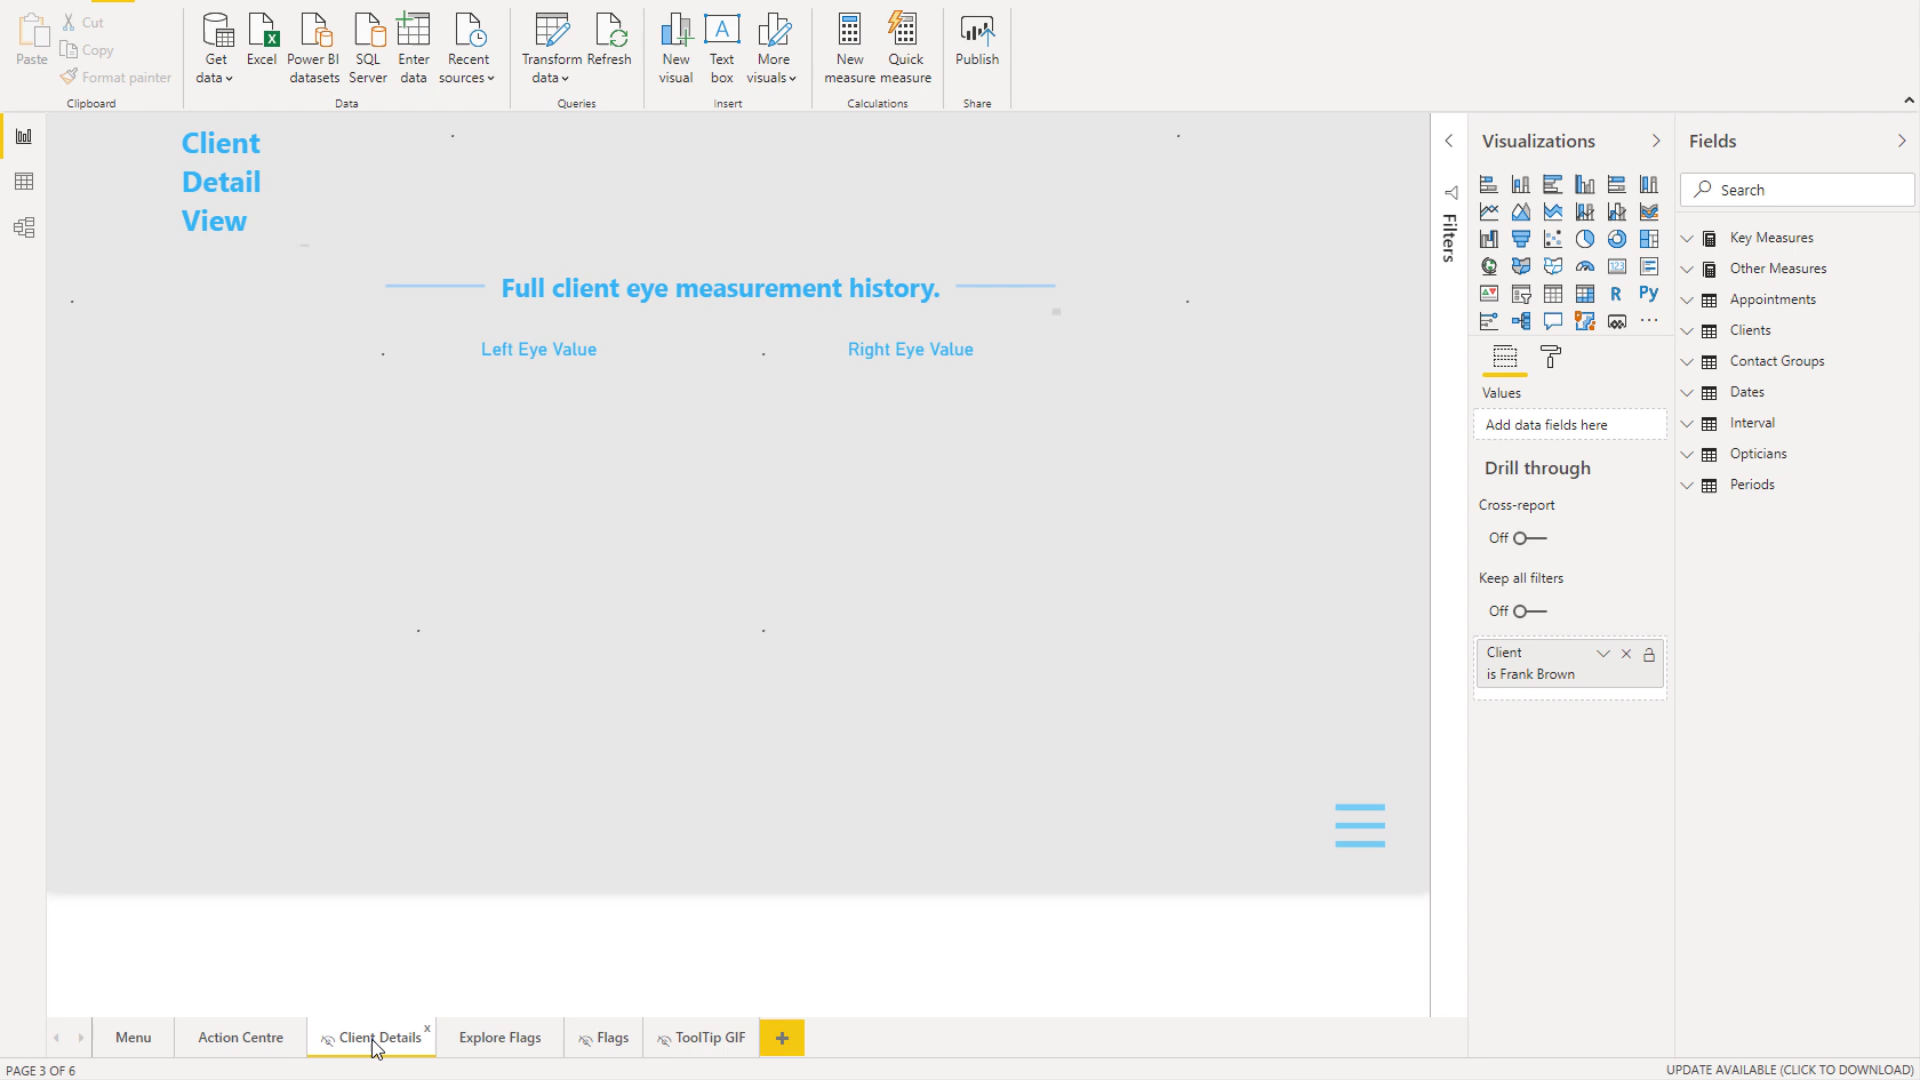 Paste
Cut
Copy
Format painter
Clipboard
Get data
Excel
Power BI datasets
SQL Server
Enter data
Recent sources
Data
Transform data
Refresh
Queries
New visual
Text box
More visuals
Insert
New measure
Quick measure
Calculations
Publish
Share
Client
Detail
View
Full client eye measurement history.
Left Eye Value
Right Eye Value
Filters
Visualizations
R
Py
123
Values
Add data fields here
Drill through
Cross-report
Off
Keep all filters
Off
Client
is Frank Brown
Fields
Search
Key Measures
Other Measures
Appointments
Clients
Contact Groups
Dates
Interval
Opticians
Periods
Menu
Action Centre
Client Details
Explore Flags
Flags
ToolTip GIF
PAGE 3 OF 6
UPDATE AVAILABLE (CLICK TO DOWNLOAD)